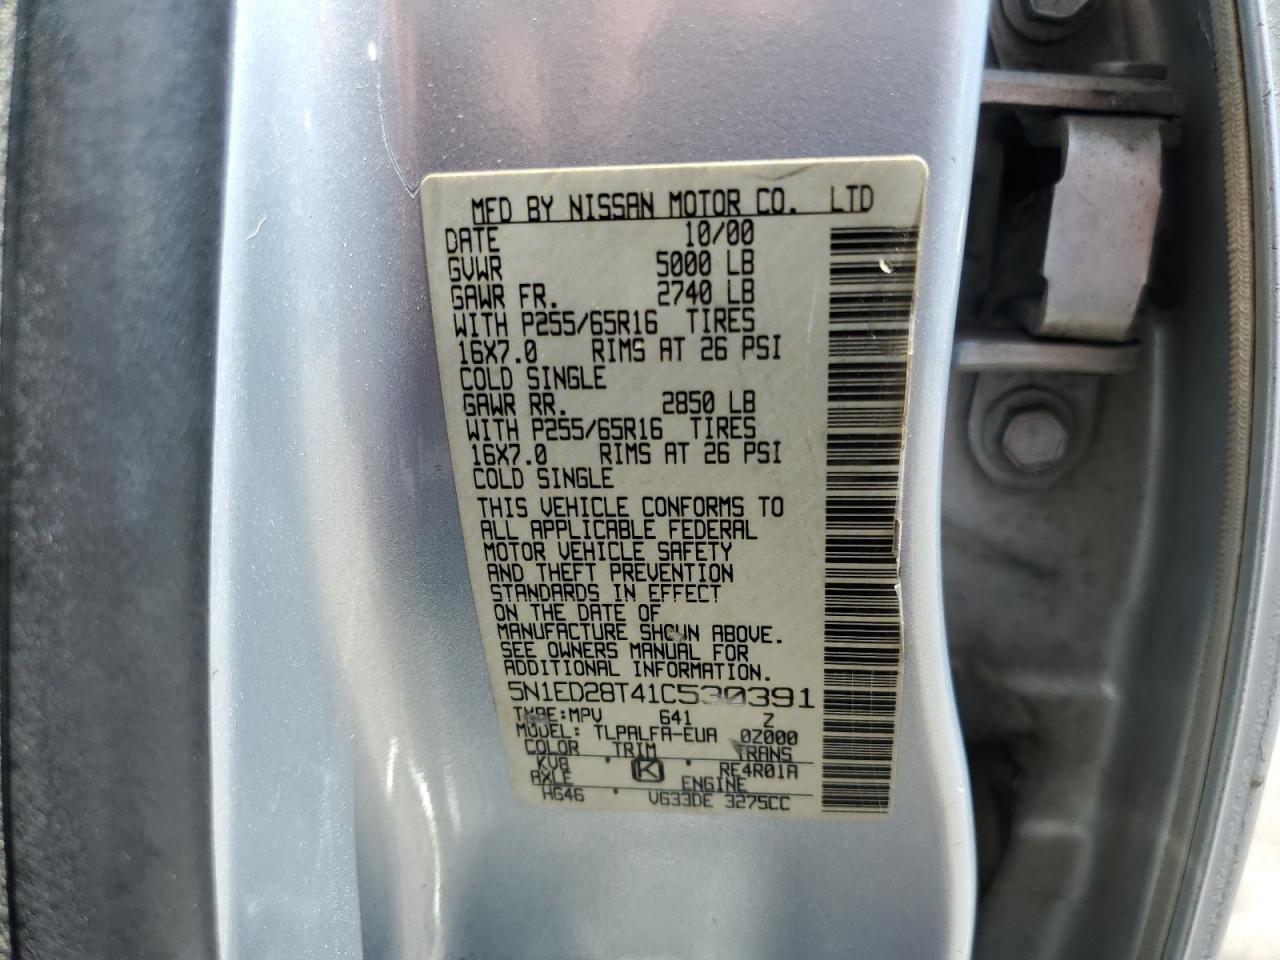 MFD BY NISSAN MOTOR CO. LTD
DATE 10/00
GVWR 5000 LB
GAWR FR. 2740 LB
WITH P255/65R16 TIRES
16X7.0 RIMS AT 26 PSI
COLD SINGLE
GAWR RR. 2850 LB
WITH P255/65R16 TIRES
16X7.0 RIMS AT 26 PSI
COLD SINGLE
THIS VEHICLE CONFORMS TO
ALL APPLICABLE FEDERAL
MOTOR VEHICLE SAFETY
AND THEFT PREVENTION
STANDARDS IN EFFECT
ON THE DATE OF
MANUFACTURE SHOWN ABOVE.
SEE OWNERS MANUAL FOR
ADDITIONAL INFORMATION.
5N1ED28T41C530391
TYPE:MPV 641 Z
MODEL: TLPALFA-EUA 0Z000
COLOR TRIM TRANS
KV8 K RE4R01A
AXLE ENGINE
HG46 VG33DE 3275CC